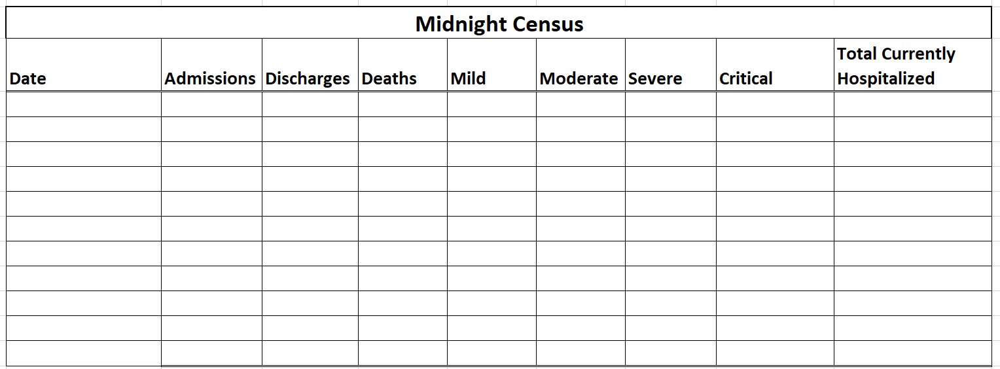 Midnight Census
Date Admissions Discharges Deaths Mild Moderate Severe Critical Total Currently
Hospitalized